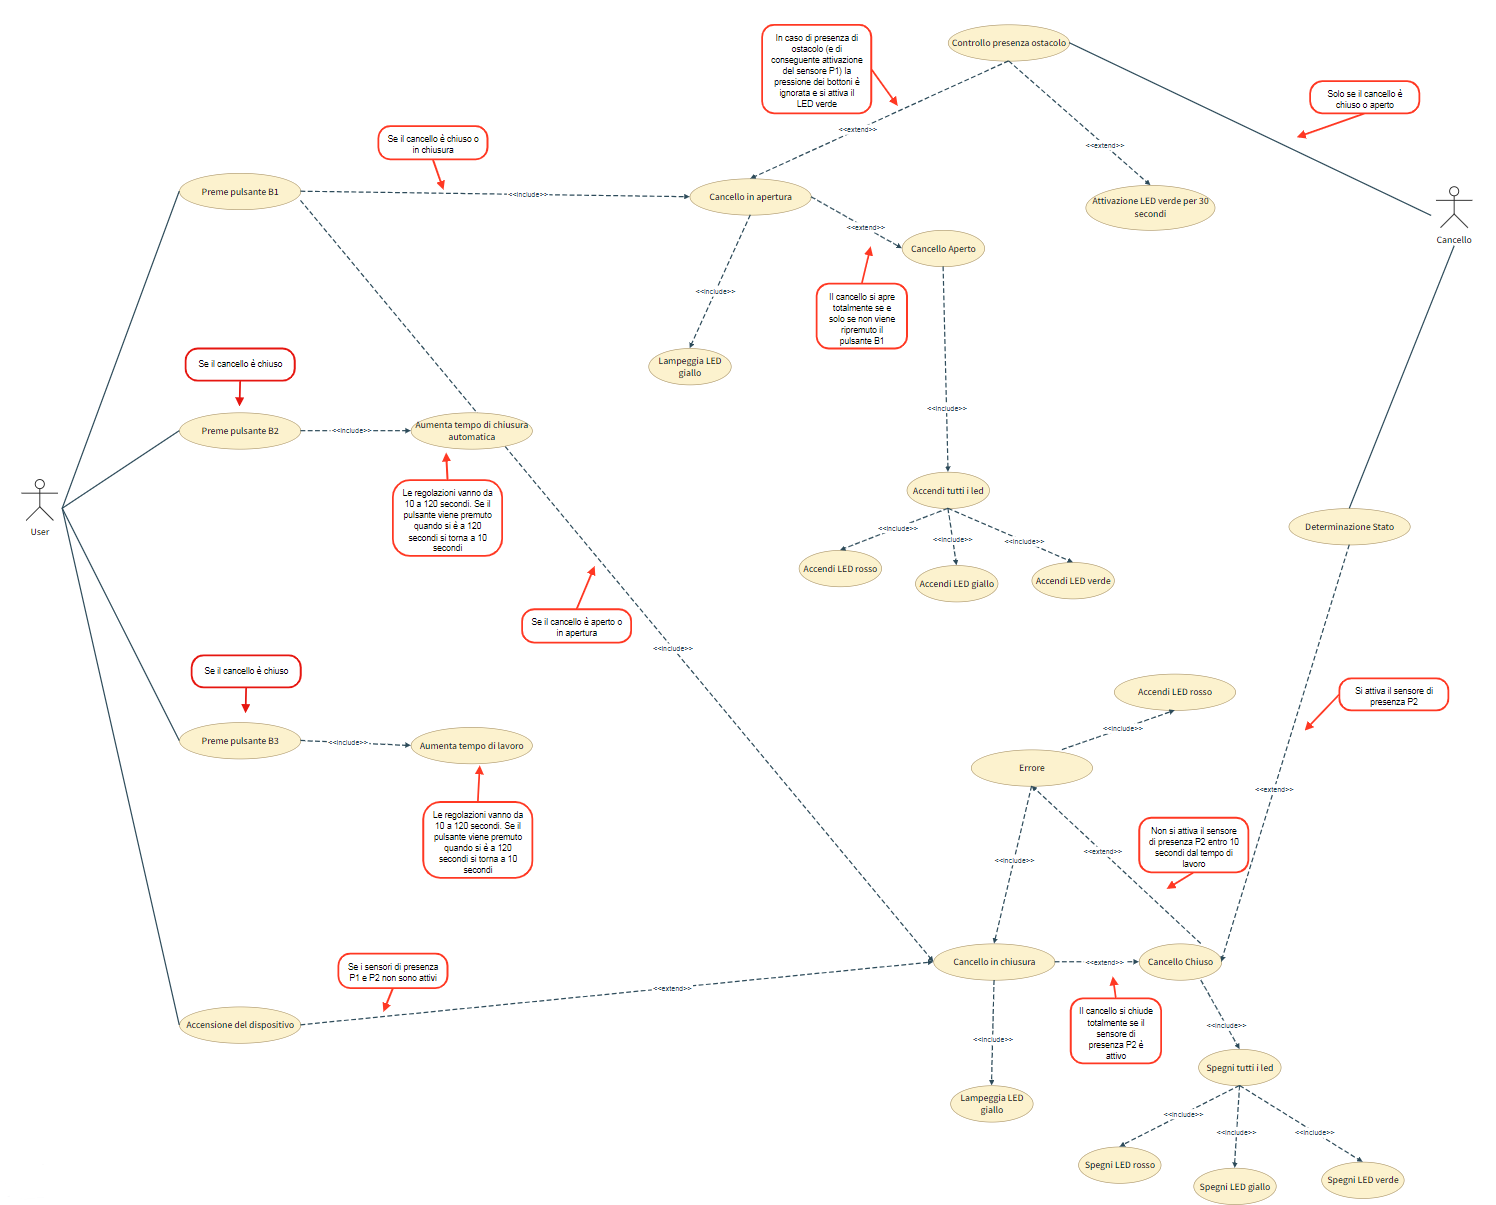 In caso di presenza di
ostacolo (e di
conseguente attivazione
del sensore P1) la
pressione dei bottoni è
ignorata e si attiva il
LED verde
Controllo presenza ostacolo
Solo se il cancello è
chiuso o aperto
<<extend>>
<<extend>>
Se il cancello è chiuso o
in chiusura
Preme pulsante B1
<<include>>
Cancello in apertura
Attivazione LED verde per 30
secondi
Cancello
<<extend>>
Cancello Aperto
<<include>>
Il cancello si apre
totalmente se e
solo se non viene
ripremuto il
pulsante B1
Lampeggia LED
giallo
Se il cancello è chiuso
<<include>>
Preme pulsante B2
<<include>>
Aumenta tempo di chiusura
automatica
Le regolazioni vanno da
10 a 120 secondi. Se il
pulsante viene premuto
quando si è a 120
secondi si torna a 10
secondi
User
Accendi tutti i led
<<include>>
<<include>>
<<include>>
Accendi LED rosso
Accendi LED giallo
Accendi LED verde
Determinazione Stato
Se il cancello è aperto o
in apertura
<<include>>
Se il cancello è chiuso
Preme pulsante B3
<<include>>
Aumenta tempo di lavoro
Le regolazioni vanno da
10 a 120 secondi. Se il
pulsante viene premuto
quando si è a 120
secondi si torna a 10
secondi
Accendi LED rosso
<<include>>
Si attiva il sensore di
presenza P2
Errore
<<extend>>
Non si attiva il sensore
di presenza P2 entro 10
secondi dal tempo di
lavoro
<<extend>>
<<include>>
Se i sensori di presenza
P1 e P2 non sono attivi
Cancello in chiusura
<<extend>>
Cancello Chiuso
<<extend>>
Accensione del dispositivo
Il cancello si chiude
totalmente se il
sensore di
presenza P2 è
attivo
<<include>>
<<include>>
Spegni tutti i led
Lampeggia LED
giallo
<<include>>
<<include>>
<<include>>
Spegni LED rosso
Spegni LED giallo
Spegni LED verde